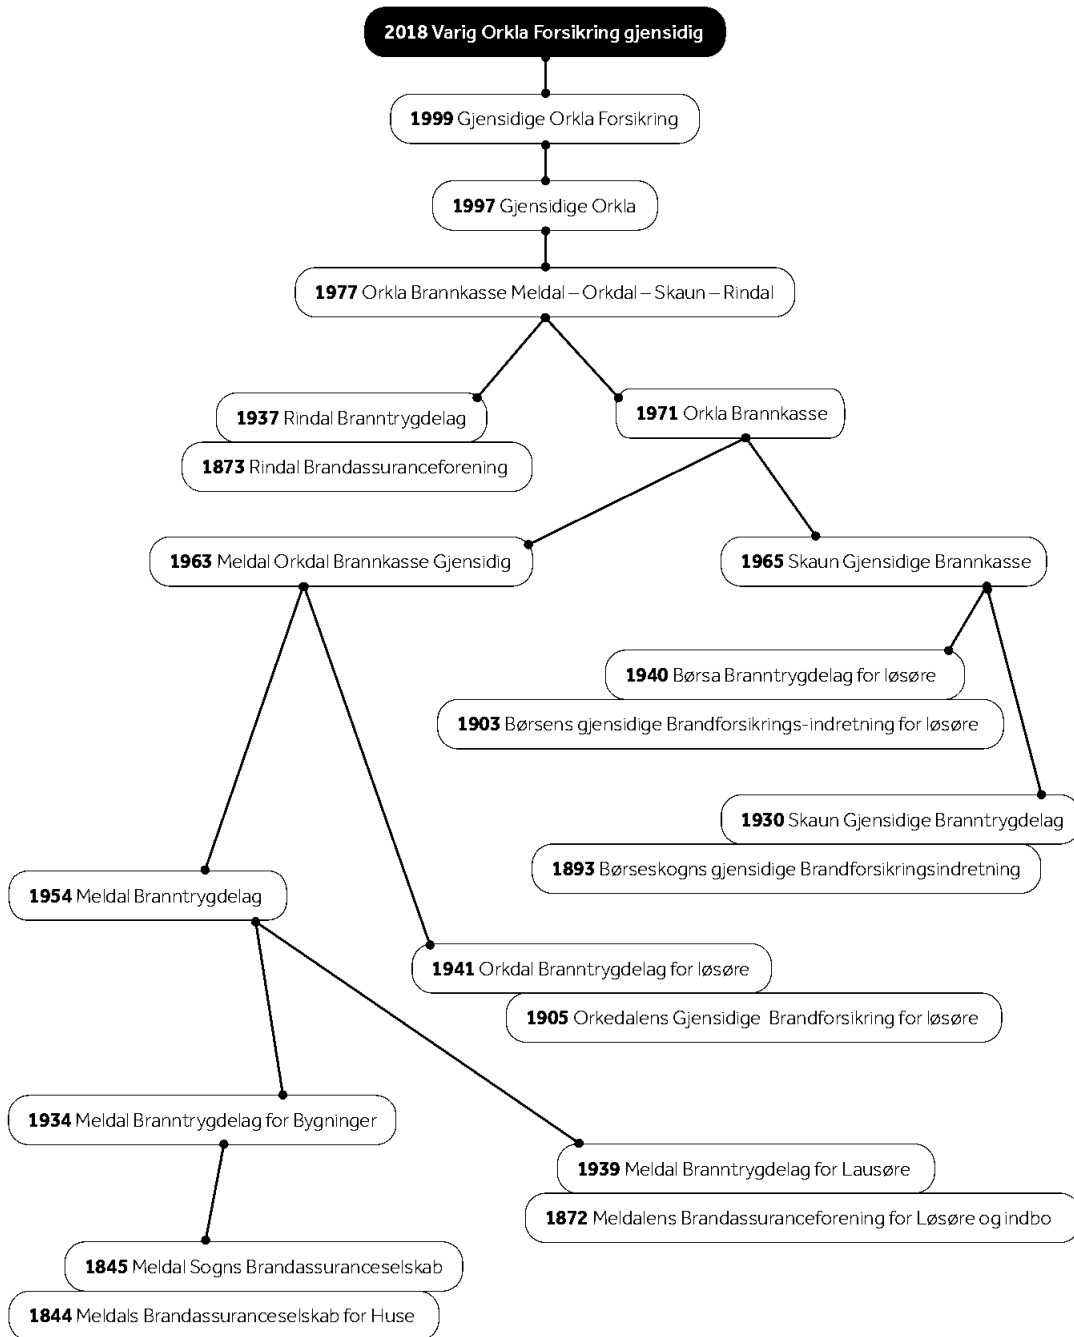 2018 Varig Orkla Forsikring gjensidig
1999 Gjensidige Orkla Forsikring
1997 Gjensidige Orkla
1977 Orkla Brannkasse Meldal – Orkdal – Skaun – Rindal
1937 Rindal Branntrygdelag
1971 Orkla Brannkasse
1873 Rindal Brandassuranceforening
1963 Meldal Orkdal Brannkasse Gjensidig
1965 Skaun Gjensidige Brannkasse
1940 Børsa Branntrygdelag for løsøre
1903 Børsens gjensidige Brandforsikrings-indretning for løsøre
1930 Skaun Gjensidige Branntrygdelag
1893 Børseskogns gjensidige Brandforsikringsindretning
1954 Meldal Branntrygdelag
1941 Orkdal Branntrygdelag for løsøre
1905 Orkedalens Gjensidige Brandforsikring for løsøre
1934 Meldal Branntrygdelag for Bygninger
1939 Meldal Branntrygdelag for Lausøre
1872 Meldalens Brandassuranceforening for Løsøre og indbo
1845 Meldal Sogns Brandassuranceselskab
1844 Meldals Brandassuranceselskab for Huse